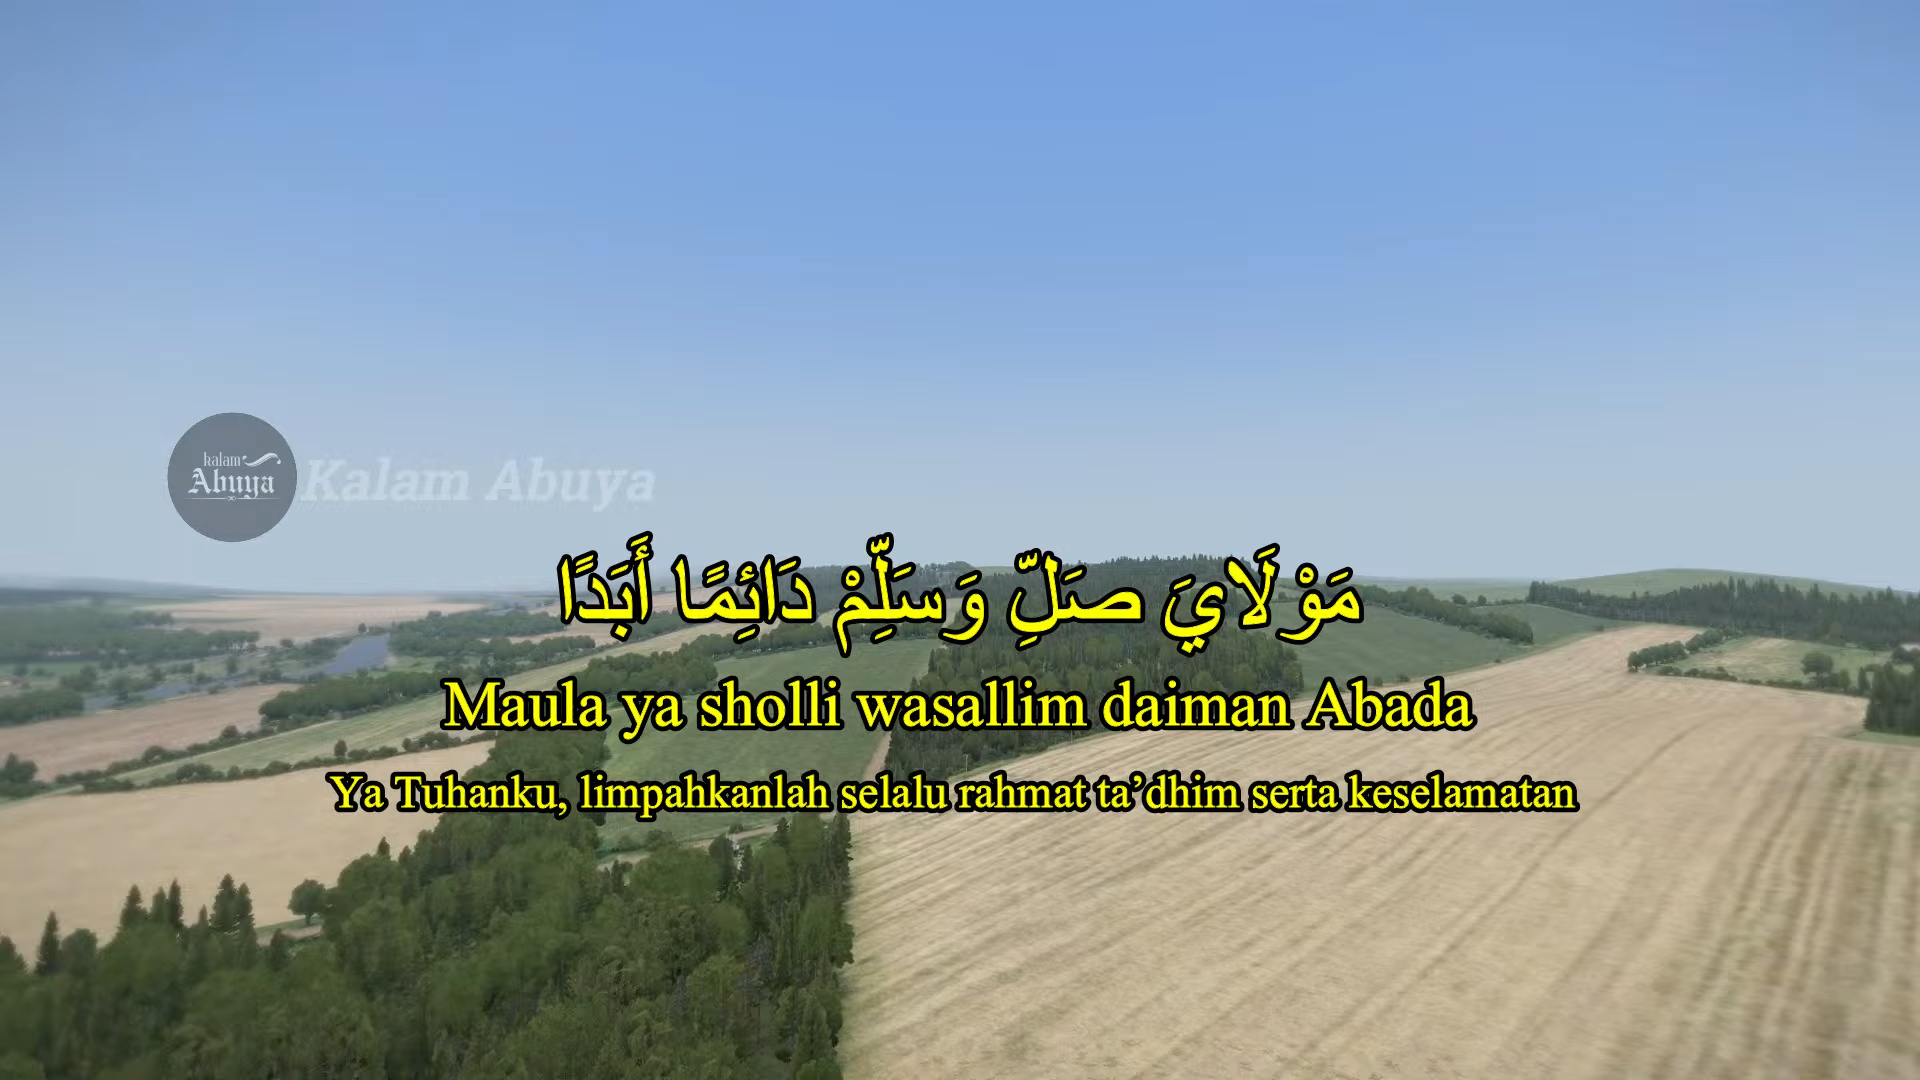 kalam
Abuya
Kalam Abuya
مَوْلَايَ صَلِّ وَسَلِّمْ دَائِمًا أَبَدًا
Maula ya sholli wasallim daiman Abada
Ya Tuhanku, limpahkanlah selalu rahmat ta’dhim serta keselamatan